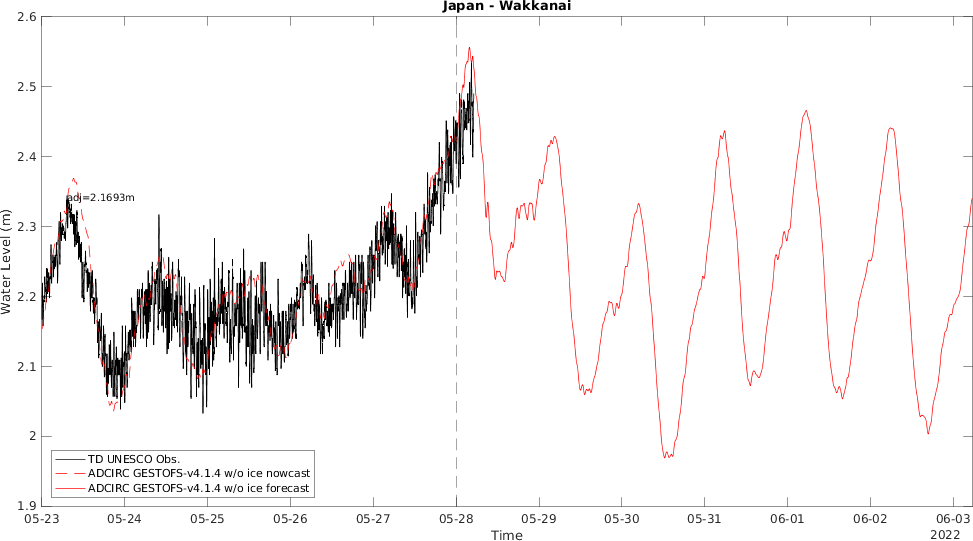 Japan - Wakkanai
2.6
2.5
2.4
2.3
2.2
2.1
2
1.9
Water Level (m)
adj=2.1693m
TD UNESCO Obs.
ADCIRC GESTOFS-v4.1.4 w/o ice nowcast
ADCIRC GESTOFS-v4.1.4 w/o ice forecast
05-23 05-24 05-25 05-26 05-27 05-28 05-29 05-30 05-31 06-01 06-02 06-03
Time
2022